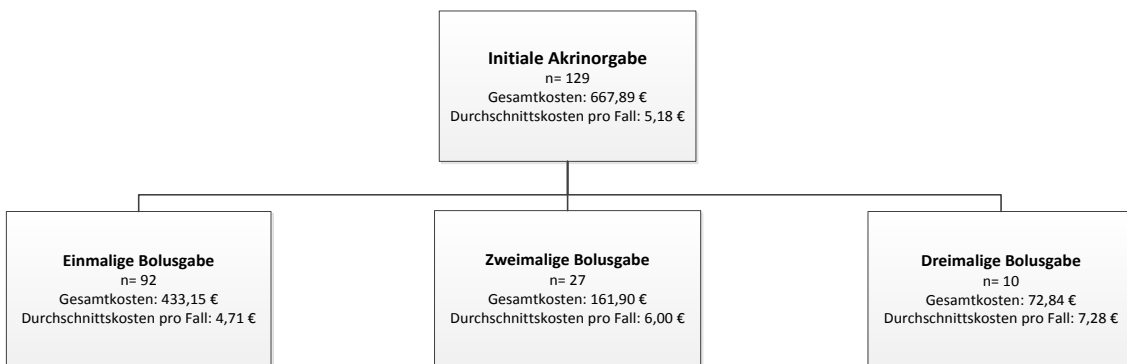 Initiale Akrinorgabe
n= 129
Gesamtkosten: 667,89 €
Durchschnittskosten pro Fall: 5,18 €
Einmalige Bolusgabe
n= 92
Gesamtkosten: 433,15 €
Durchschnittskosten pro Fall: 4,71 €
Zweimalige Bolusgabe
n= 27
Gesamtkosten: 161,90 €
Durchschnittskosten pro Fall: 6,00 €
Dreimalige Bolusgabe
n= 10
Gesamtkosten: 72,84 €
Durchschnittskosten pro Fall: 7,28 €